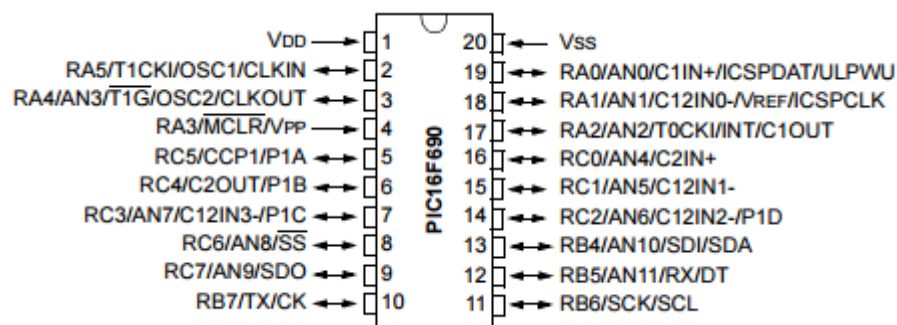 VDD 1 20 VSS
RA5/T1CKI/OSC1/CLKIN 2 19 RA0/AN0/C1IN+/ICSPDAT/ULPWU
RA4/AN3/T1G/OSC2/CLKOUT 3 18 RA1/AN1/C12IN0-/VREF/ICSPCLK
RA3/MCLR/VPP 4 17 RA2/AN2/T0CKI/INT/C1OUT
RC5/CCP1/P1A 5 16 RC0/AN4/C2IN+
RC4/C2OUT/P1B 6 15 RC1/AN5/C12IN1-
RC3/AN7/C12IN3-/P1C 7 14 RC2/AN6/C12IN2-/P1D
RC6/AN8/SS 8 13 RB4/AN10/SDI/SDA
RC7/AN9/SDO 9 12 RB5/AN11/RX/DT
RB7/TX/CK 10 11 RB6/SCK/SCL
PIC16F690